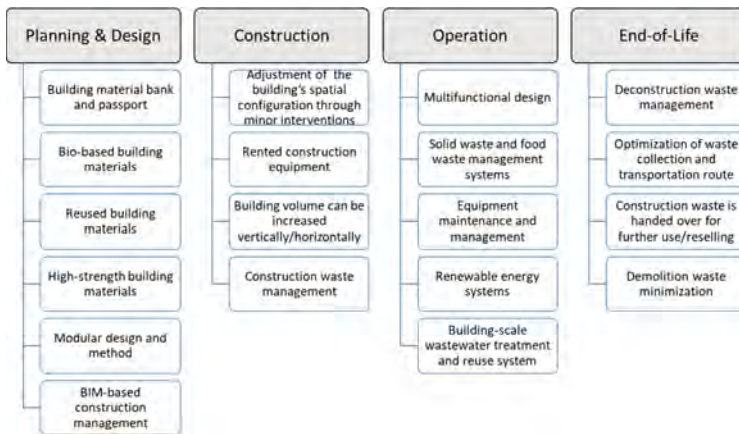 Planning & Design
Building material bank
and passport
Bio-based building
materials
Reused building
materials
High-strength building
materials
Modular design and
method
BIM-based
construction
management
Construction
Adjustment of the
building's spatial
configuration through
minor interventions
Rented construction
equipment
Building volume can be
increased
vertically/horizontally
Construction waste
management
Operation
Multifunctional design
Solid waste and food
waste management
systems
Equipment
maintenance and
management
Renewable energy
systems
Building-scale
wastewater treatment
and reuse system
End-of-Life
Deconstruction waste
management
Optimization of waste
collection and
transportation route
Construction waste is
handed over for
further use/reselling
Demolition waste
minimization